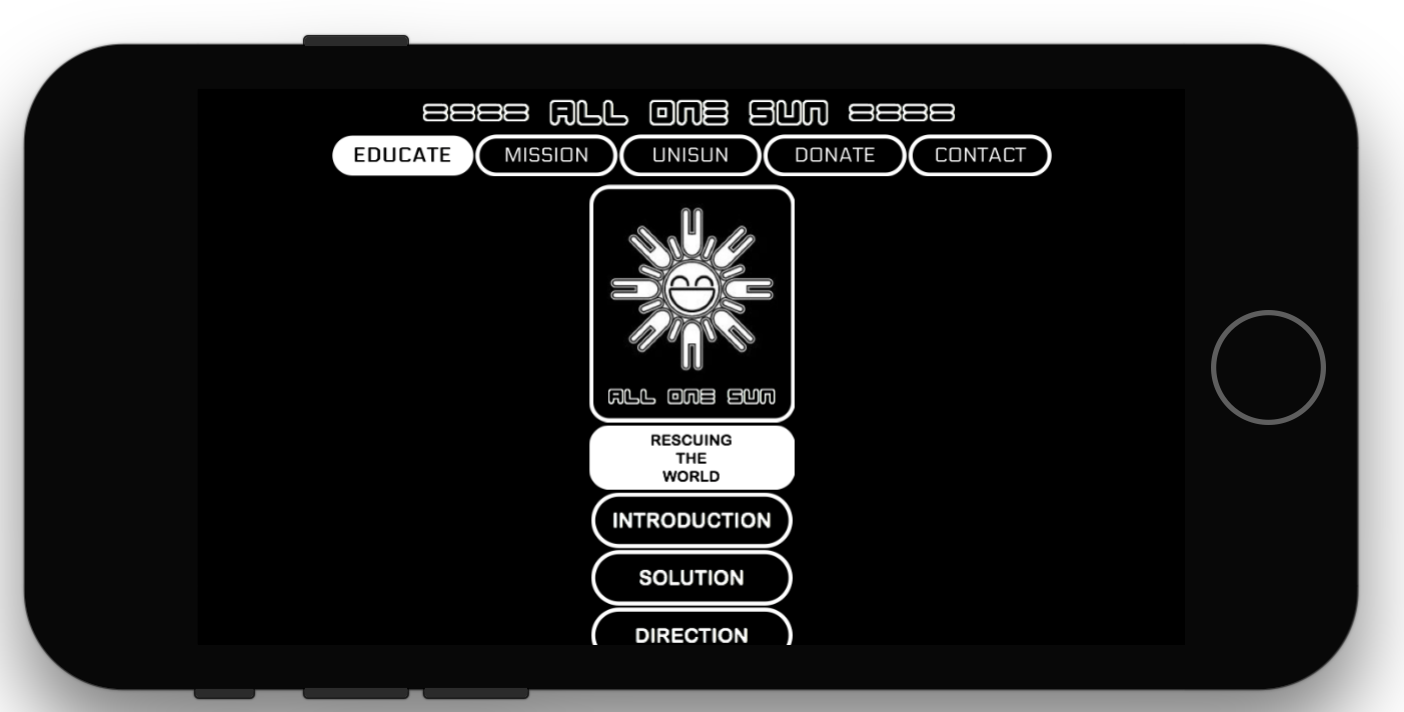 ALL ONE SUN
EDUCATE MISSION UNISUN DONATE CONTACT
ALL ONE SUN
RESCUING
THE
WORLD
INTRODUCTION
SOLUTION
DIRECTION